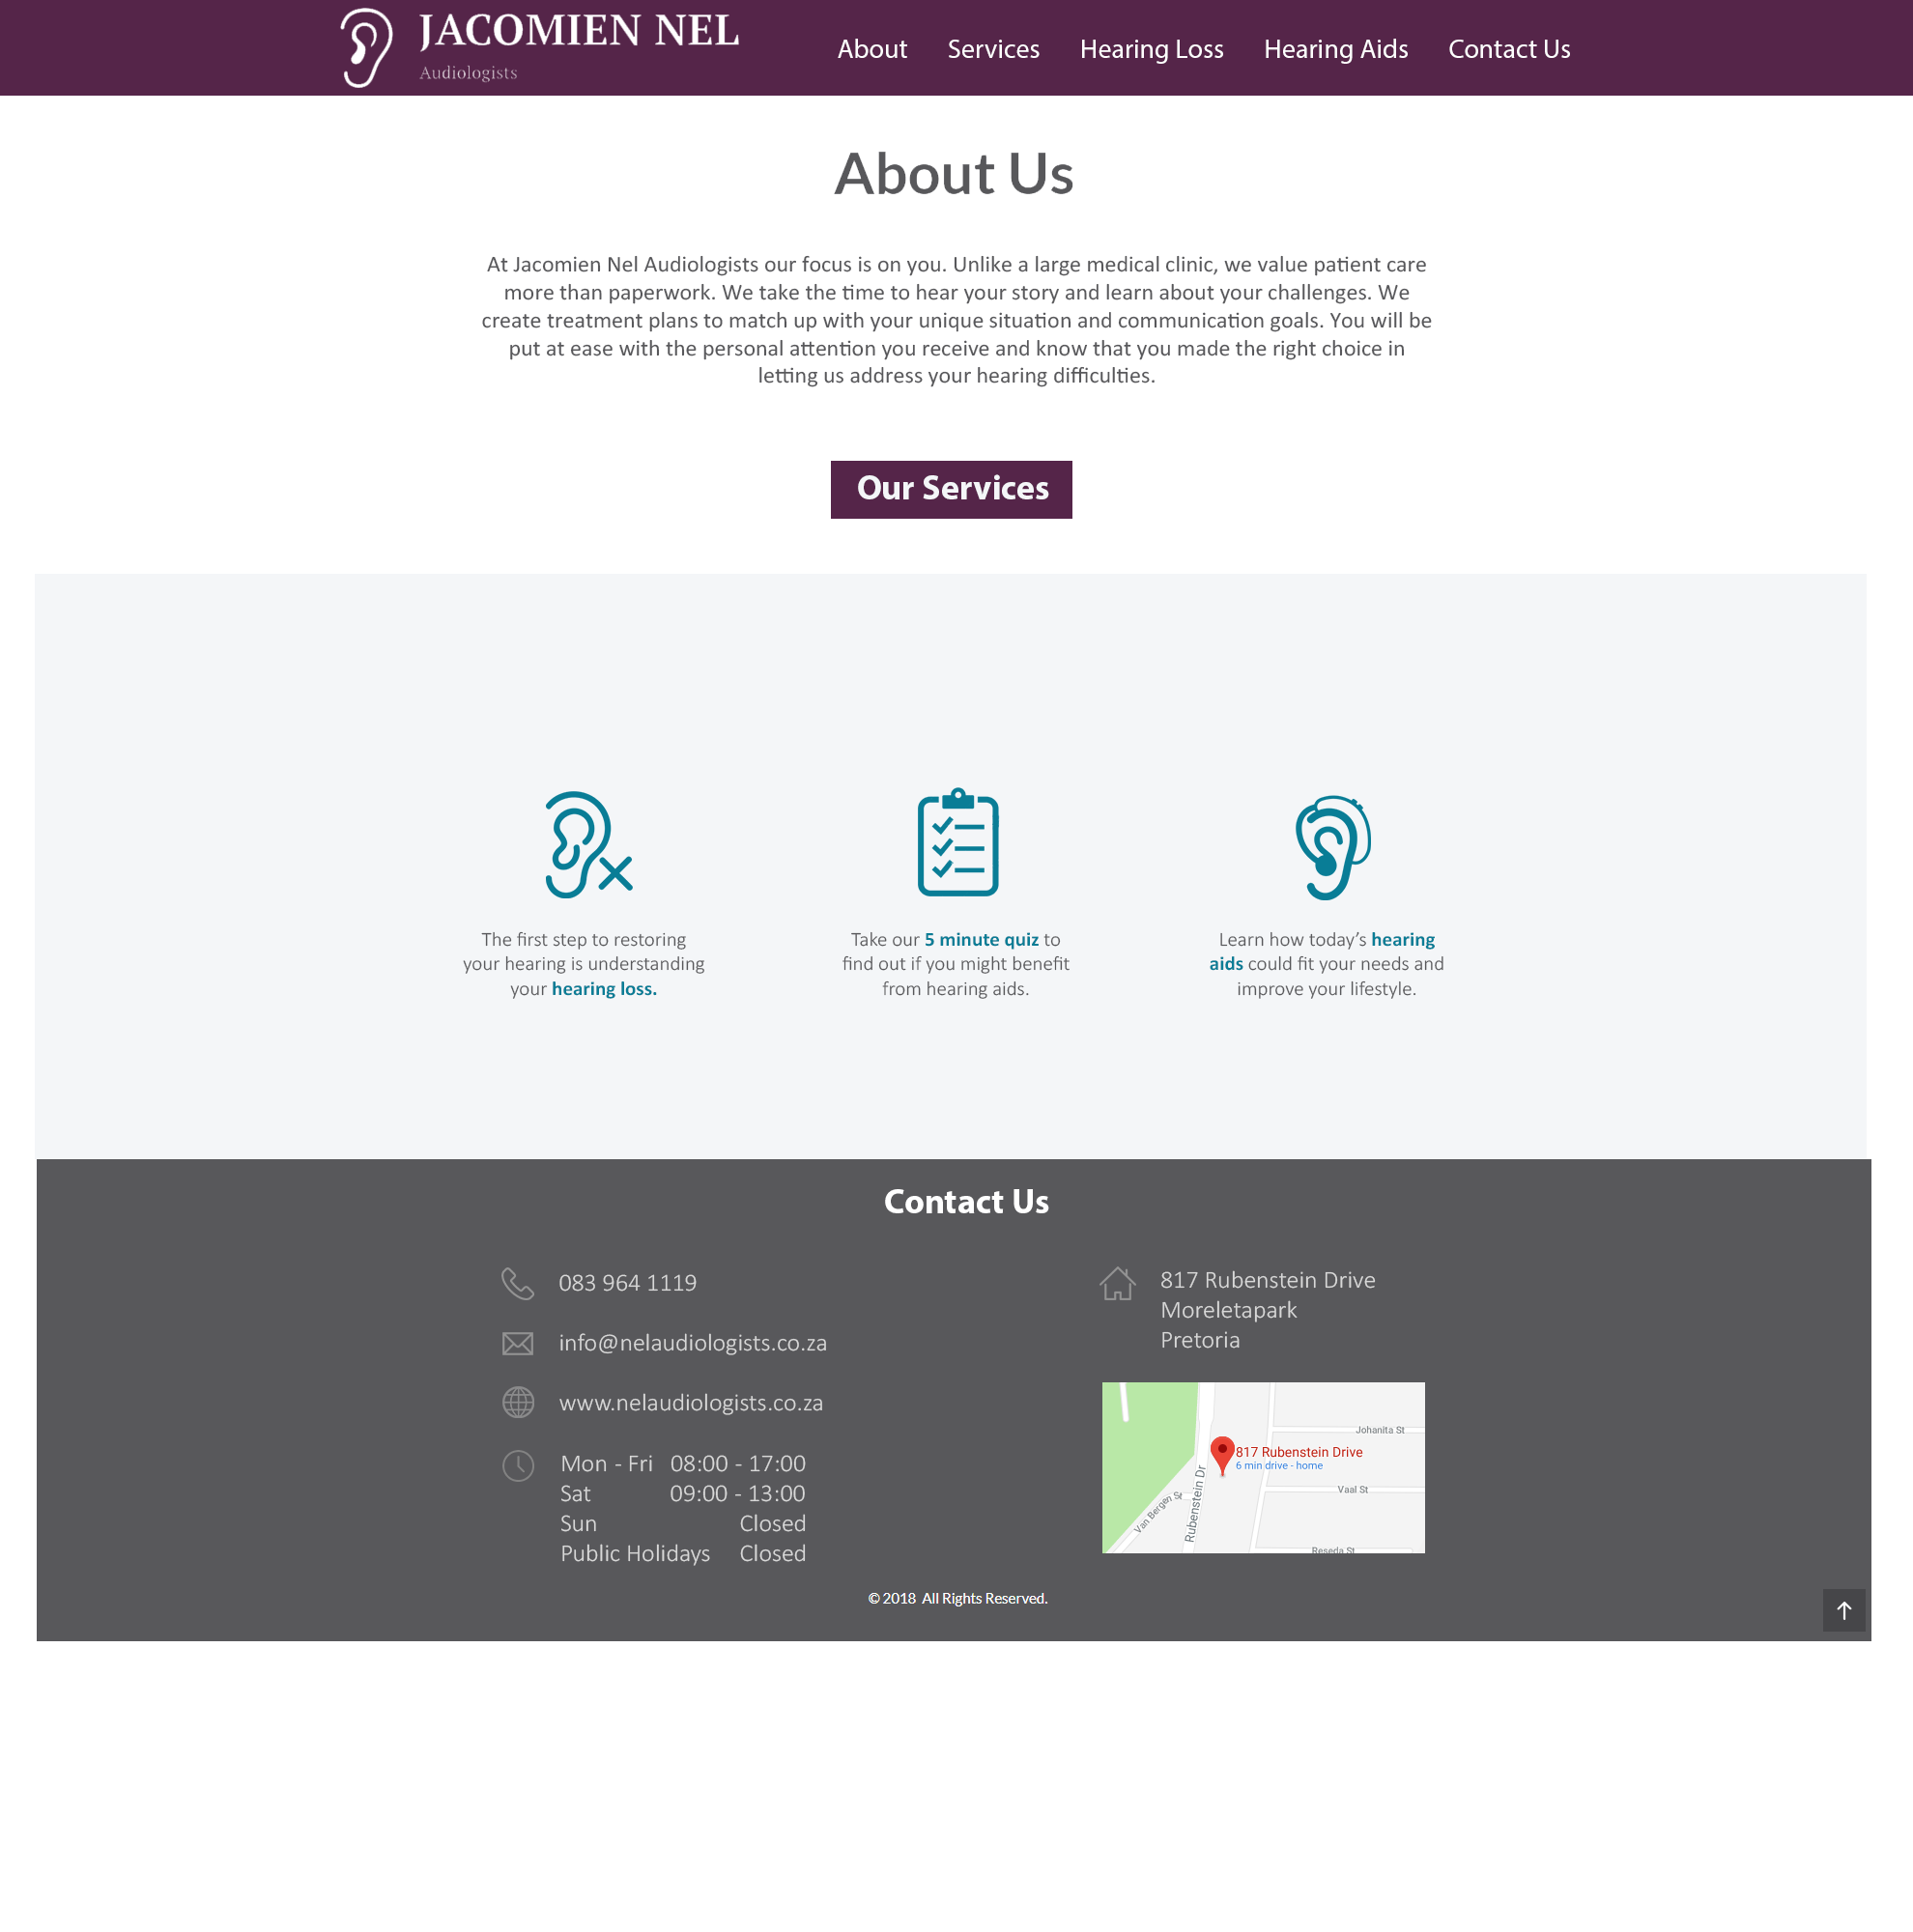 JACOMIEN NEL
Audiologists
About Services Hearing Loss Hearing Aids Contact Us
About Us
At Jacomien Nel Audiologists our focus is on you. Unlike a large medical clinic, we value patient care
more than paperwork. We take the time to hear your story and learn about your challenges. We
create treatment plans to match up with your unique situation and communication goals. You will be
put at ease with the personal attention you receive and know that you made the right choice in
letting us address your hearing difficulties.
Our Services
The first step to restoring
your hearing is understanding
your hearing loss.
Take our 5 minute quiz to
find out if you might benefit
from hearing aids.
Learn how today's hearing
aids could fit your needs and
improve your lifestyle.
Contact Us
083 964 1119
info@nelaudiologists.co.za
www.nelaudiologists.co.za
Mon - Fri 08:00 - 17:00
Sat 09:00 - 13:00
Sun Closed
Public Holidays Closed
817 Rubenstein Drive
Moreletapark
Pretoria
Johanita St
817 Rubenstein Drive
6 min drive - home
Vaal St
Van Bergen St
Rubenstein Dr
Reseda St
© 2018 All Rights Reserved.